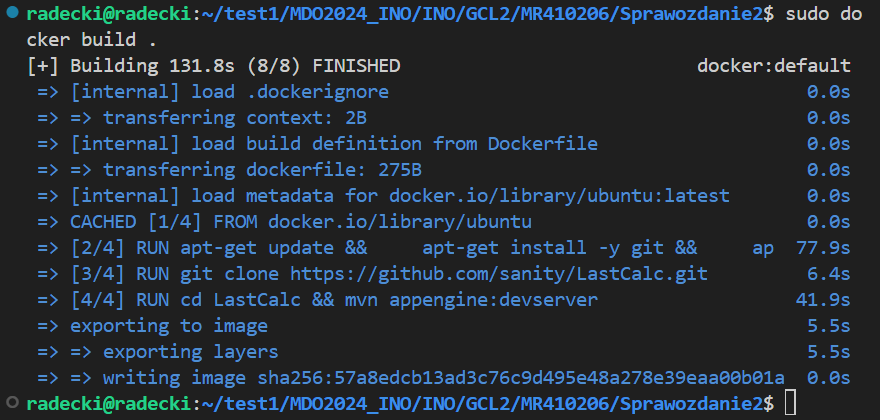 radecki@radecki:~/test1/MDO2024_INO/INO/GCL2/MR410206/Sprawozdanie2$ sudo do
cker build .
[+] Building 131.8s (8/8) FINISHED docker:default
=> [internal] load .dockerignore 0.0s
=> => transferring context: 2B 0.0s
=> [internal] load build definition from Dockerfile 0.0s
=> => transferring dockerfile: 275B 0.0s
=> [internal] load metadata for docker.io/library/ubuntu:latest 0.0s
=> CACHED [1/4] FROM docker.io/library/ubuntu 0.0s
=> [2/4] RUN apt-get update &&     apt-get install -y git &&     ap 77.9s
=> [3/4] RUN git clone https://github.com/sanity/LastCalc.git 6.4s
=> [4/4] RUN cd LastCalc && mvn appengine:devserver 41.9s
=> exporting to image 5.5s
=> => exporting layers 5.5s
=> => writing image sha256:57a8edcb13ad3c76c9d495e48a278e39eaa00b01a 0.0s
radecki@radecki:~/test1/MDO2024_INO/INO/GCL2/MR410206/Sprawozdanie2$